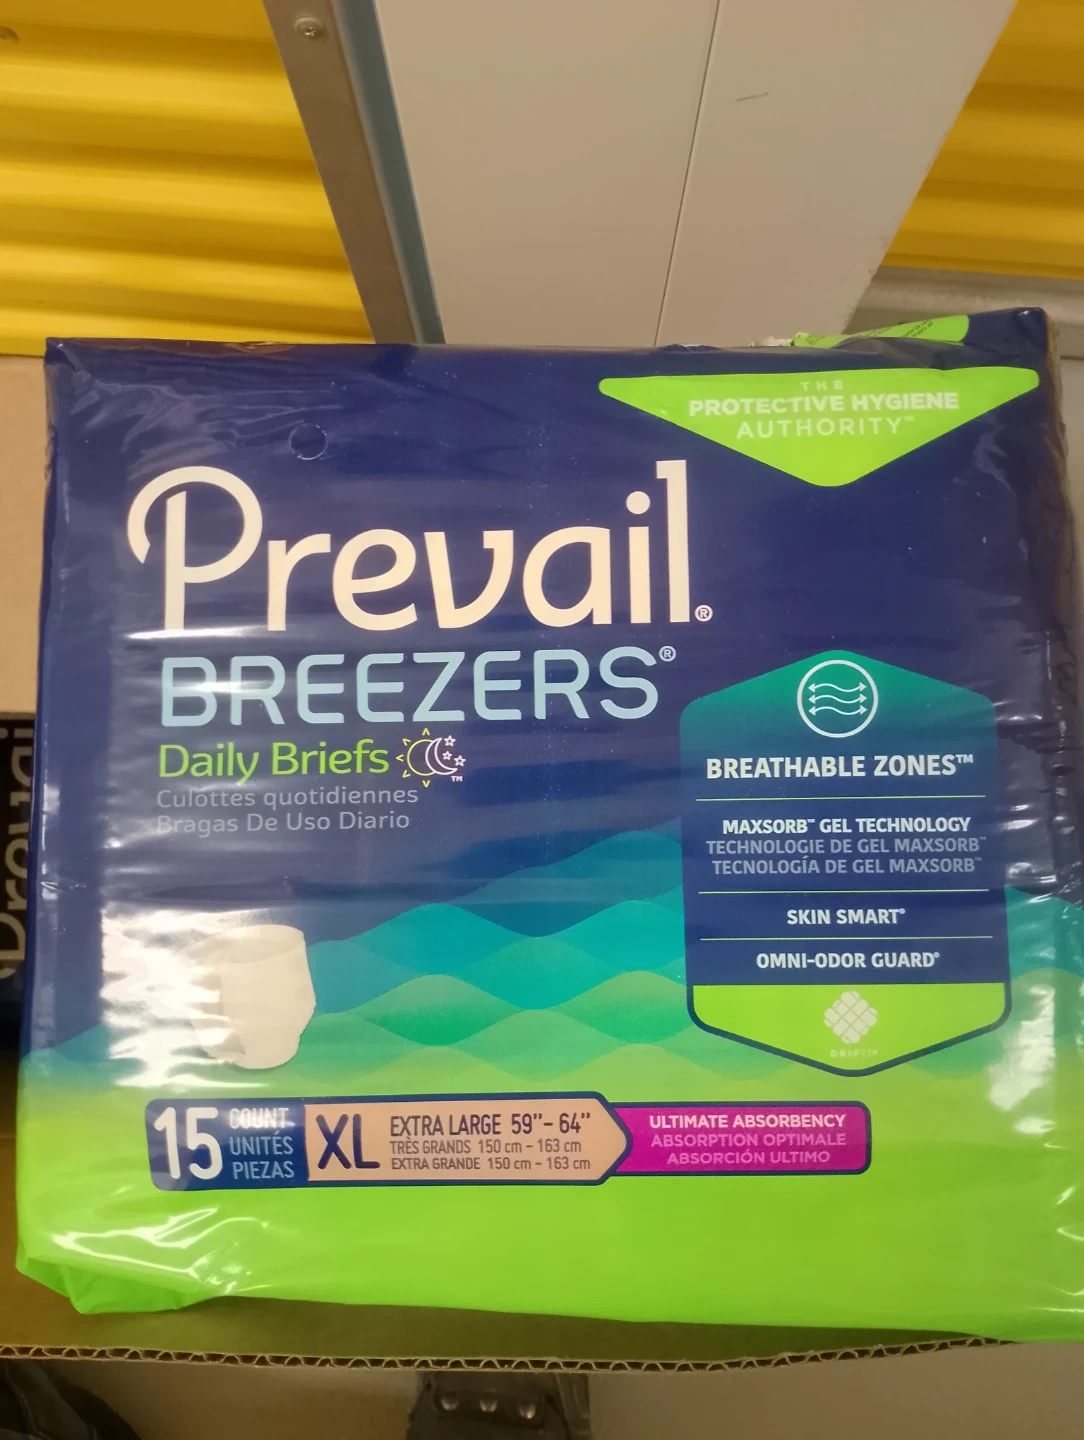 THE
PROTECTIVE HYGIENE
AUTHORITY™
Prevail®
BREEZERS®
Daily Briefs™
Culottes quotidiennes
Bragas De Uso Diario
BREATHABLE ZONES™
MAXSORB™ GEL TECHNOLOGY
TECHNOLOGIE DE GEL MAXSORB™
TECNOLOGÍA DE GEL MAXSORB™
SKIN SMART®
OMNI-ODOR GUARD®
DRIFIT™
15 COUNT
UNITÉS
PIEZAS
XL
EXTRA LARGE 59”- 64”
TRÈS GRANDS 150 cm - 163 cm
EXTRA GRANDE 150 cm - 163 cm
ULTIMATE ABSORBENCY
ABSORPTION OPTIMALE
ABSORCIÓN ULTIMO
Prevail